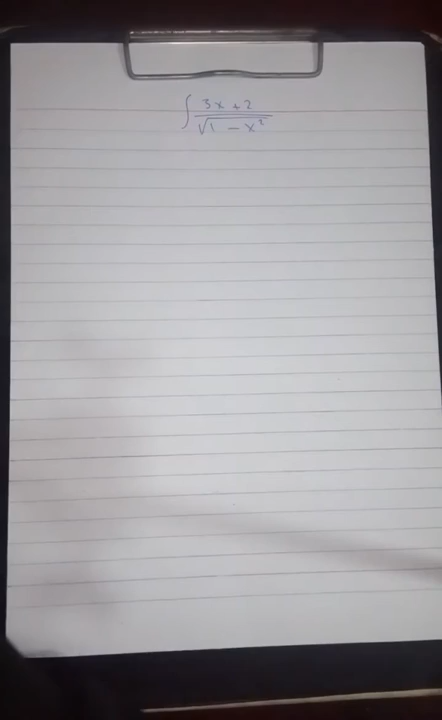 ∫ (3x + 2) / √(1 - x²)